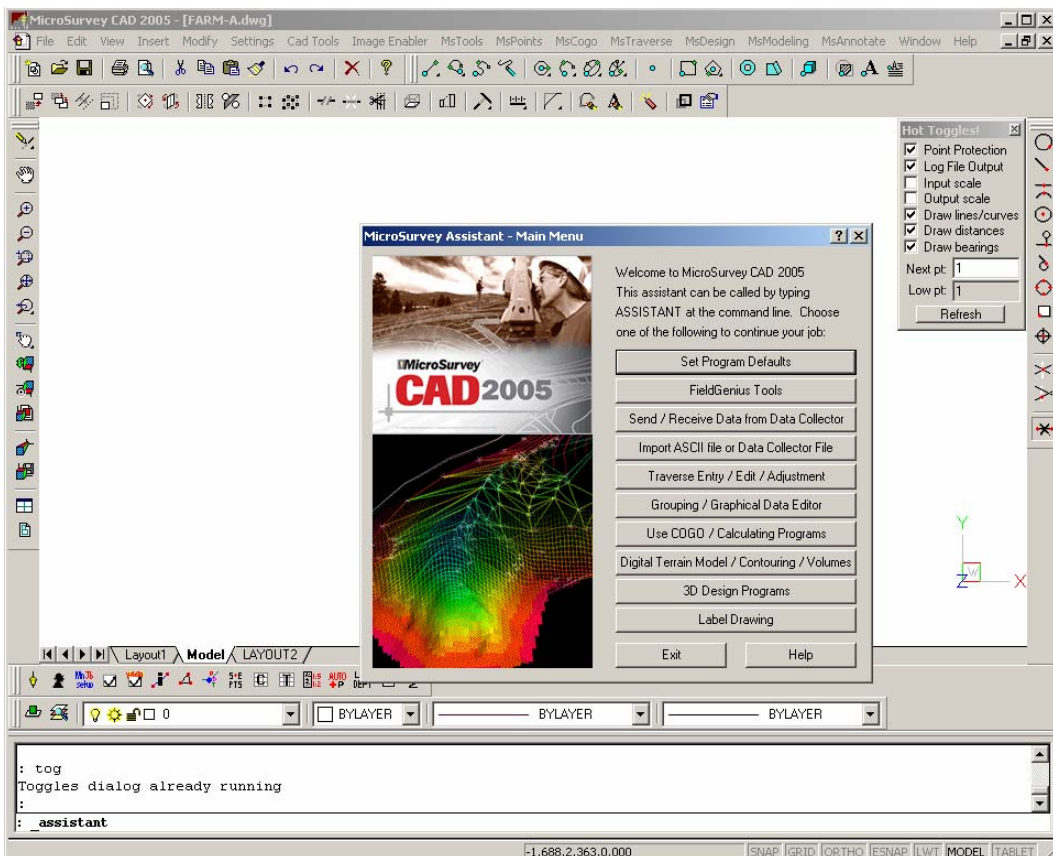 MicroSurvey CAD 2005 - [FARM-A.dwg]
File Edit View Insert Modify Settings Cad Tools Image Enabler MsTools MsPoints MsCogo MsTraverse MsDesign MsModeling MsAnnotate Window Help
Hot Toggles!
Point Protection
Log File Output
Input scale
Output scale
Draw lines/curves
Draw distances
Draw bearings
Next pt: 1
Low pt: 1
Refresh
MicroSurvey Assistant - Main Menu
MicroSurvey
CAD 2005
Welcome to MicroSurvey CAD 2005
This assistant can be called by typing
ASSISTANT at the command line. Choose
one of the following to continue your job:
Set Program Defaults
FieldGenius Tools
Send / Receive Data from Data Collector
Import ASCII file or Data Collector File
Traverse Entry / Edit / Adjustment
Grouping / Graphical Data Editor
Use COGO / Calculating Programs
Digital Terrain Model / Contouring / Volumes
3D Design Programs
Label Drawing
Exit Help
Y
W
Z X
Layout1 Model LAYOUT2
0 BYLAYER BYLAYER BYLAYER
: tog
Toggles dialog already running
:
: _assistant
-1.688,2.363,0.000 SNAP GRID ORTHO ESNAP LWT MODEL TABLET